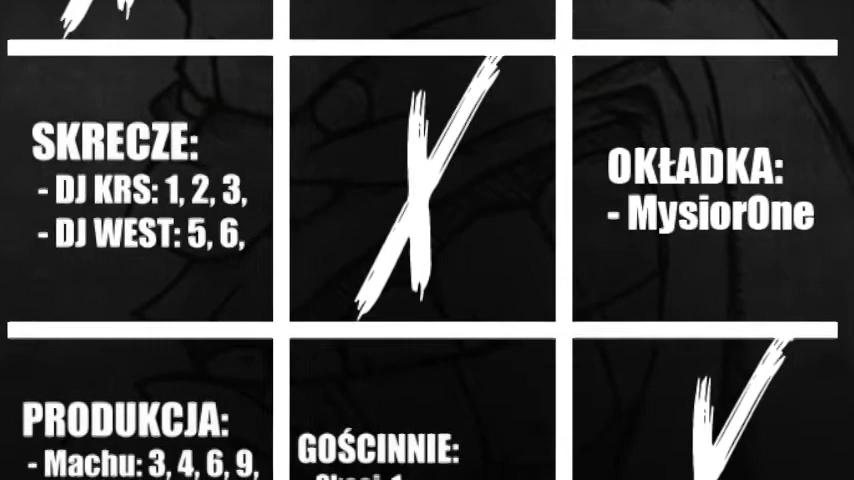 SKRECZE:
- DJ KRS: 1, 2, 3,
- DJ WEST: 5, 6,
OKŁADKA:
- MysiorOne
PRODUKCJA:
- Machu: 3, 4, 6, 9,
GOŚCINNIE: